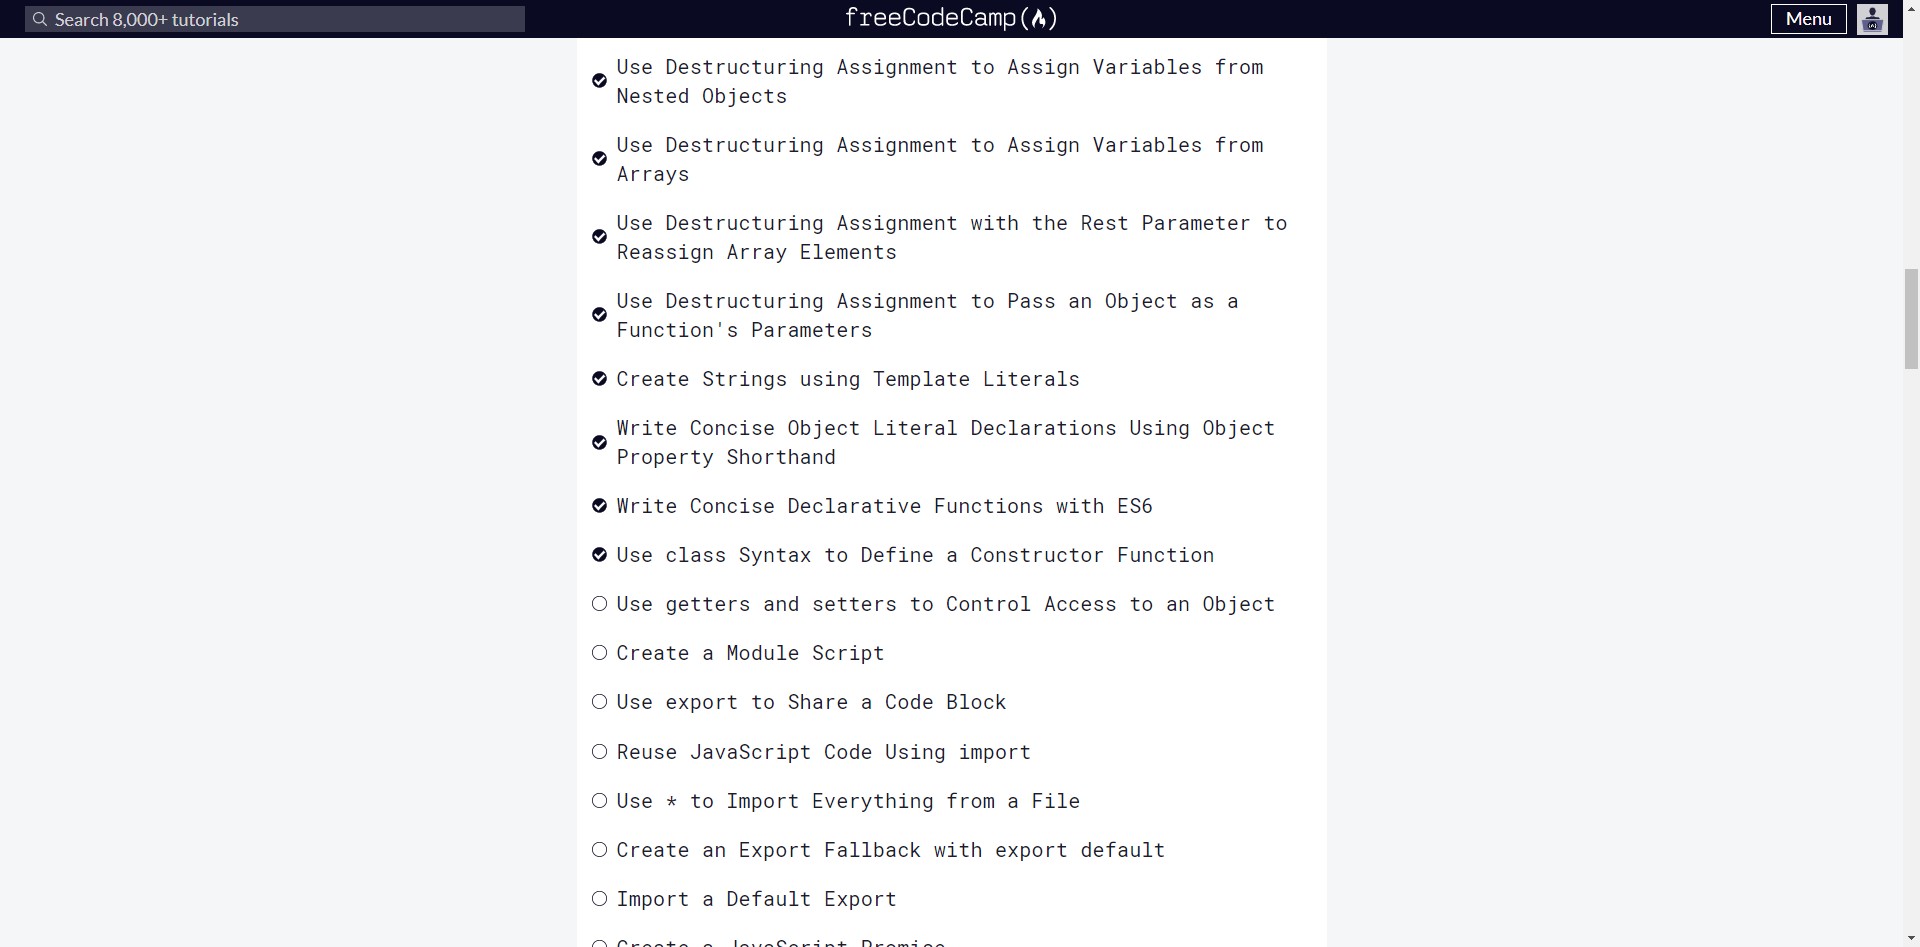 Search 8,000+ tutorials
freeCodeCamp
Menu
Use Destructuring Assignment to Assign Variables from
Nested Objects
Use Destructuring Assignment to Assign Variables from
Arrays
Use Destructuring Assignment with the Rest Parameter to
Reassign Array Elements
Use Destructuring Assignment to Pass an Object as a
Function's Parameters
Create Strings using Template Literals
Write Concise Object Literal Declarations Using Object
Property Shorthand
Write Concise Declarative Functions with ES6
Use class Syntax to Define a Constructor Function
Use getters and setters to Control Access to an Object
Create a Module Script
Use export to Share a Code Block
Reuse JavaScript Code Using import
Use * to Import Everything from a File
Create an Export Fallback with export default
Import a Default Export
Create a JavaScript Promise